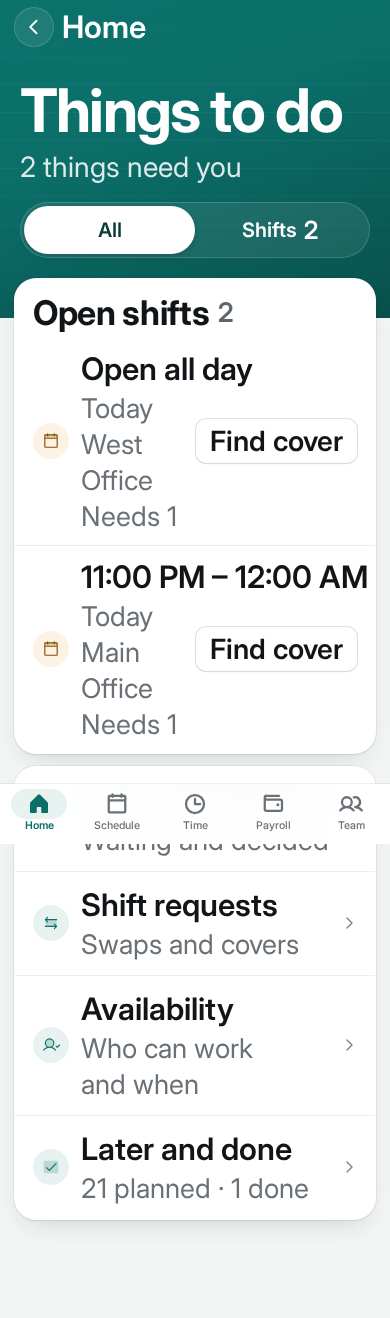 Home
Things to do
2 things need you
All
Shifts 2
Open shifts 2
Open all day
Today
West
Office
Needs 1
Find cover
11:00 PM – 12:00 AM
Today
Main
Office
Needs 1
Find cover
Home
Schedule
Time
Payroll
Team
Waiting and decided
Shift requests
Swaps and covers
Availability
Who can work
and when
Later and done
21 planned · 1 done